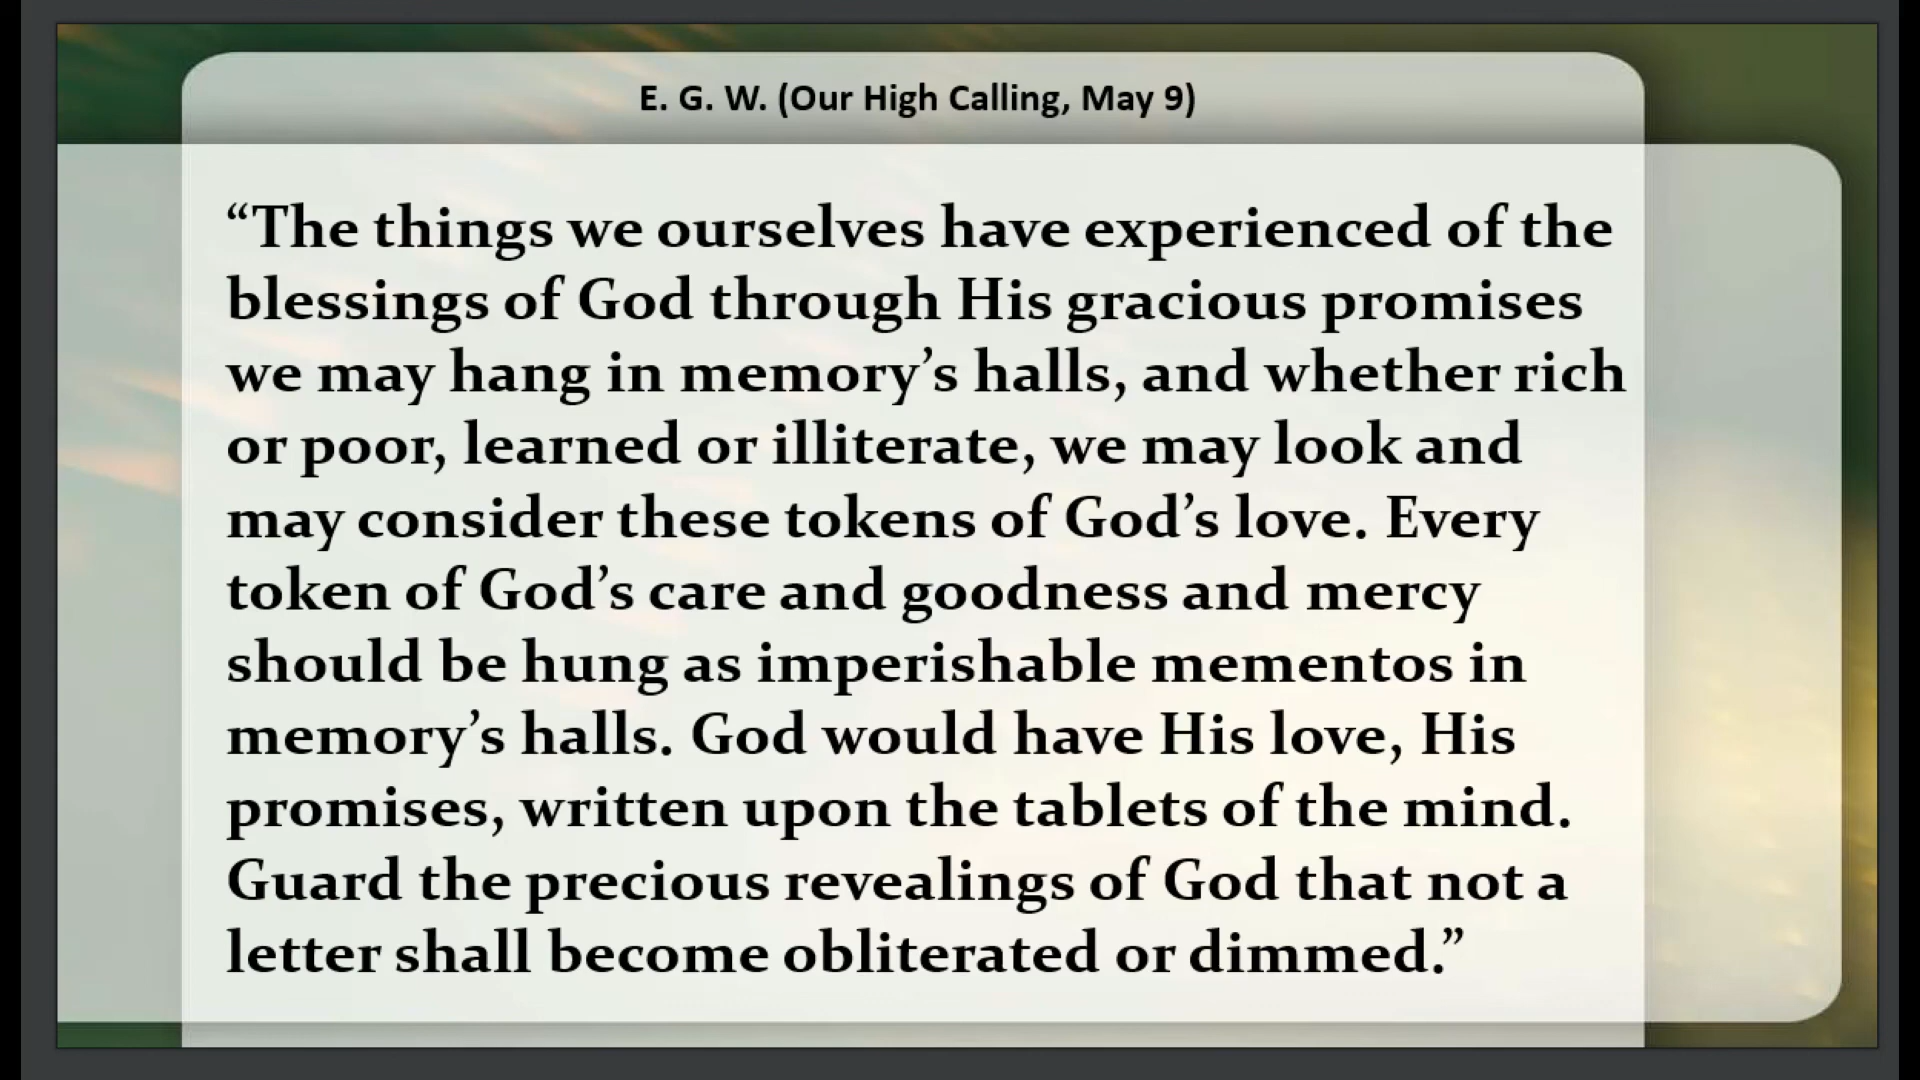 E. G. W. (Our High Calling, May 9)
“The things we ourselves have experienced of the
blessings of God through His gracious promises
we may hang in memory’s halls, and whether rich
or poor, learned or illiterate, we may look and
may consider these tokens of God’s love. Every
token of God’s care and goodness and mercy
should be hung as imperishable mementos in
memory’s halls. God would have His love, His
promises, written upon the tablets of the mind.
Guard the precious revealings of God that not a
letter shall become obliterated or dimmed.”